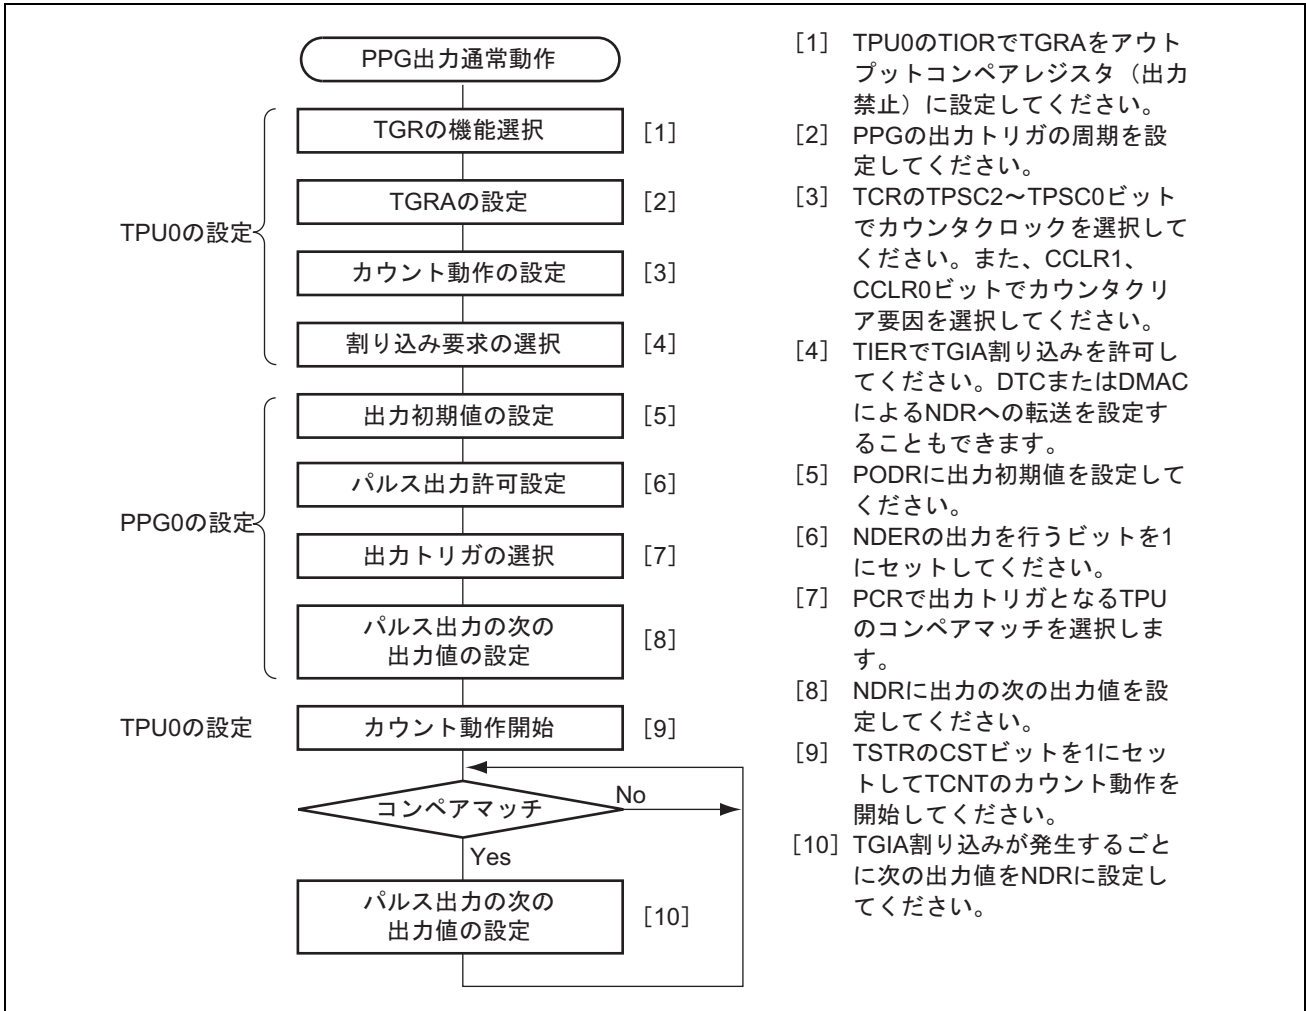 PPG出力通常動作
TPU0の設定
TGRの機能選択 [1]
TGRAの設定 [2]
カウント動作の設定 [3]
割り込み要求の選択 [4]
PPG0の設定
出力初期値の設定 [5]
パルス出力許可設定 [6]
出力トリガの選択 [7]
パルス出力の次の
出力値の設定 [8]
TPU0の設定
カウント動作開始 [9]
コンペアマッチ
No
Yes
パルス出力の次の
出力値の設定 [10]
[1] TPU0のTIORでTGRAをアウト
プットコンペアレジスタ（出力
禁止）に設定してください。
[2] PPGの出力トリガの周期を設
定してください。
[3] TCRのTPSC2～TPSC0ビット
でカウンタクロックを選択して
ください。また、CCLR1、
CCLR0ビットでカウンタクリ
ア要因を選択してください。
[4] TIERでTGIA割り込みを許可し
てください。DTCまたはDMAC
によるNDRへの転送を設定す
ることもできます。
[5] PODRに出力初期値を設定して
ください。
[6] NDERの出力を行うビットを1
にセットしてください。
[7] PCRで出力トリガとなるTPU
のコンペアマッチを選択しま
す。
[8] NDRに出力の次の出力値を設
定してください。
[9] TSTRのCSTビットを1にセッ
トしてTCNTのカウント動作を
開始してください。
[10] TGIA割り込みが発生するごと
に次の出力値をNDRに設定し
てください。